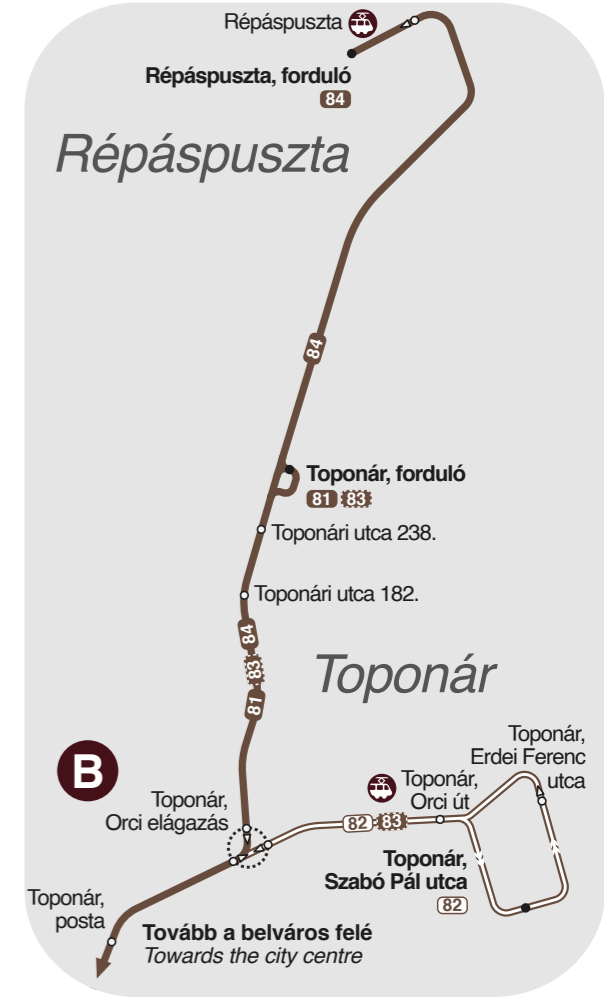 Répáspuszta
Répáspuszta, forduló
84
Répáspuszta
84
Toponár, forduló
81 83
Toponári utca 238.
Toponári utca 182.
84
83
81
Toponár
B
Toponár,
Erdei Ferenc
utca
Toponár,
Orci út
Toponár,
Orci elágazás
82 83
Toponár,
Szabó Pál utca
82
Toponár,
posta
Tovább a belváros felé
Towards the city centre